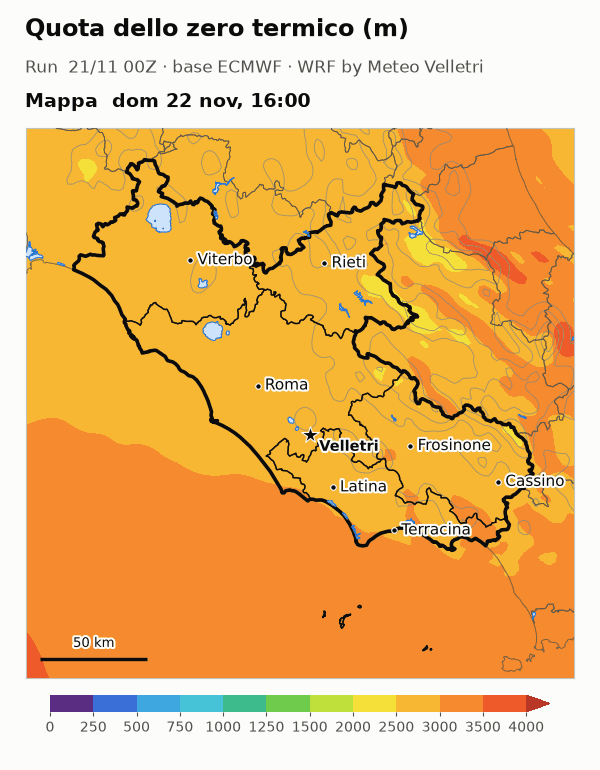 Quota dello zero termico (m)
Run  21/11 00Z · base ECMWF · WRF by Meteo Velletri
Mappa  dom 22 nov, 16:00
Viterbo
Rieti
Roma
Velletri
Frosinone
Cassino
Latina
Terracina
50 km
0 250 500 750 1000 1250 1500 2000 2500 3000 3500 4000